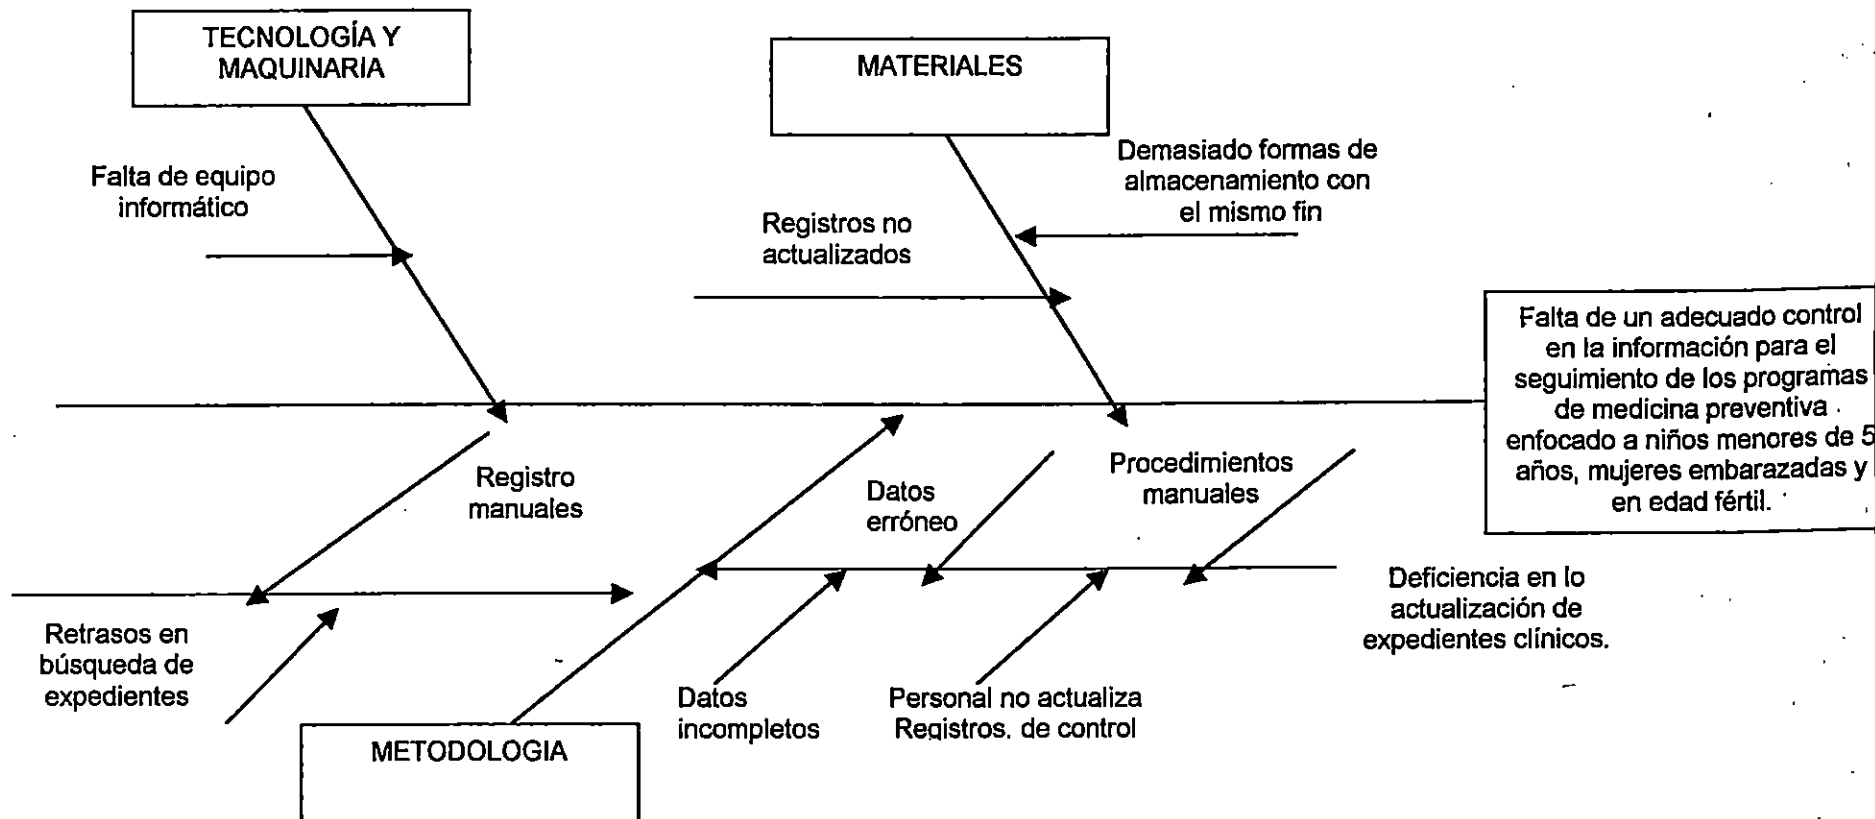 TECNOLOGÍA Y
MAQUINARIA
MATERIALES
Falta de equipo
informático
Demasiado formas de
almacenamiento con
el mismo fin
Registros no
actualizados
Falta de un adecuado control
en la información para el
seguimiento de los programas
de medicina preventiva
enfocado a niños menores de 5
años, mujeres embarazadas y
en edad fértil.
Registro
manuales
Datos
erróneo
Procedimientos
manuales
Retrasos en
búsqueda de
expedientes
Deficiencia en lo
actualización de
expedientes clínicos.
Datos
incompletos
Personal no actualiza
Registros. de control
METODOLOGIA